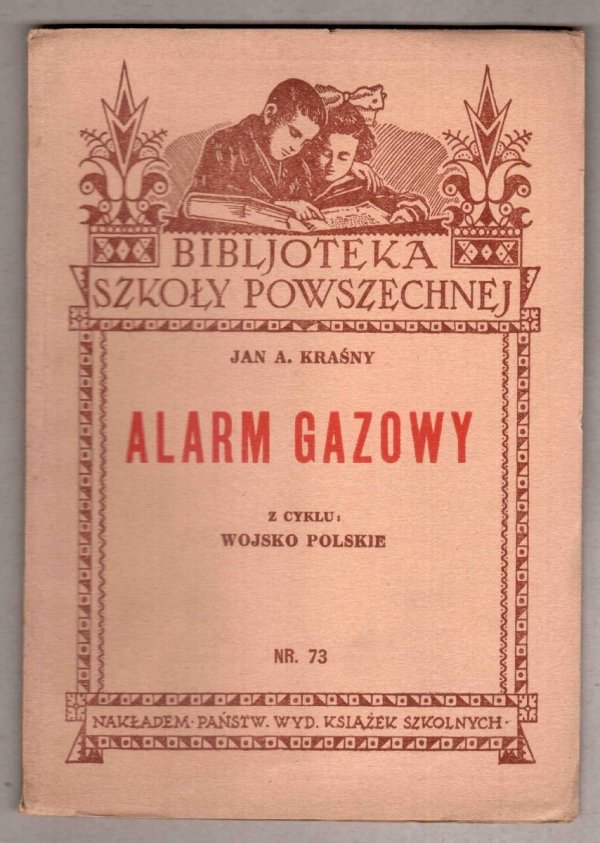 BIBLJOTEKA
SZKOŁY POWSZECHNEJ
JAN A. KRAŚNY
ALARM GAZOWY
Z CYKLU:
WOJSKO POLSKIE
NR. 73
NAKŁADEM · PAŃSTW. WYD. KSIĄŻEK SZKOLNYCH ·